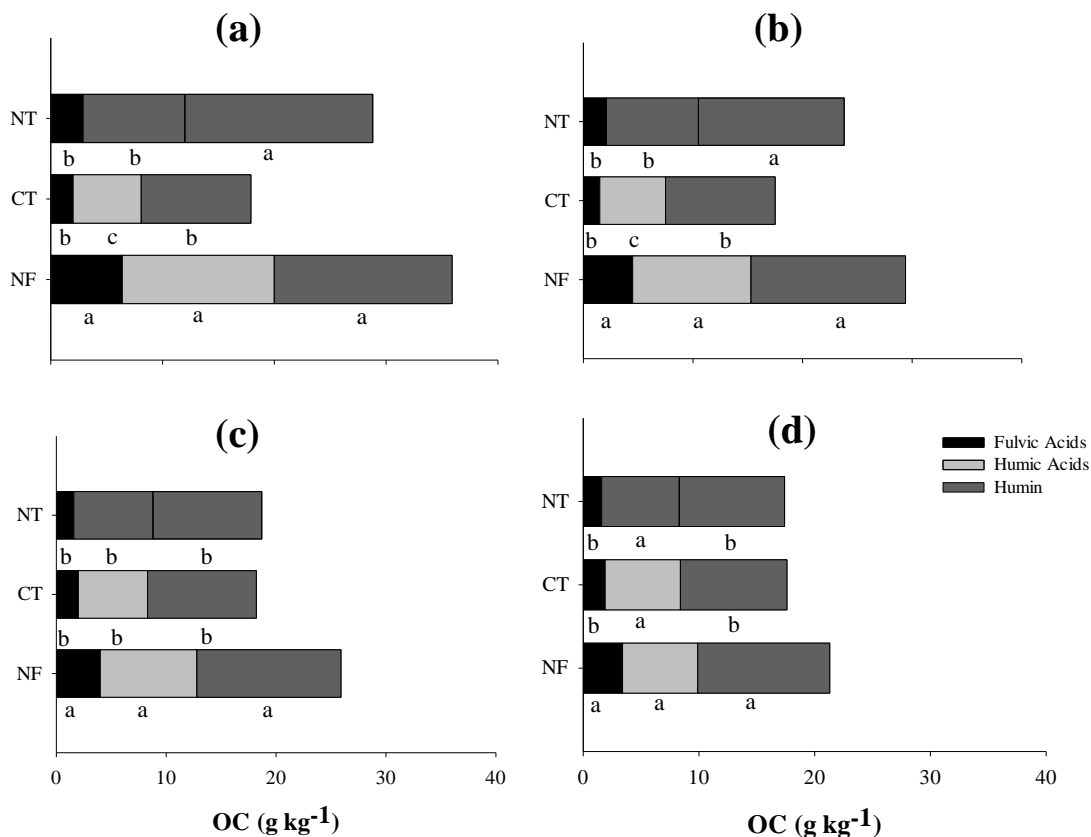 (a)
NT
b b a
CT
b c b
NF
a a a
(b)
NT
b b a
CT
b c b
NF
a a a
(c)
NT
b b b
CT
b b b
NF
a a a
0 10 20 30 40
OC (g kg-1)
(d)
Fulvic Acids
Humic Acids
Humin
NT
b a b
CT
b a b
NF
a a a
0 10 20 30 40
OC (g kg-1)